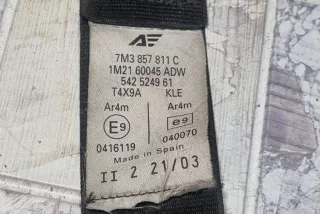 7M3 857 811 C
1M21 60045 ADW
542 5249 61
T4X9A KLE
Ar4m Ar4m
E9 e9
0416119 040070
Made in Spain
II 2 21/03